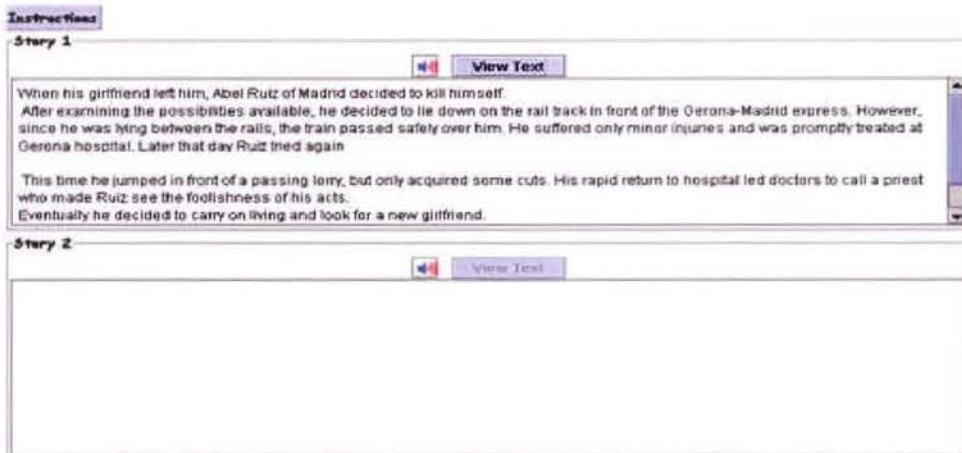 Instructions
Story 1
View Text
When his girlfriend left him, Abel Ruiz of Madrid decided to kill himself.
After examining the possibilities available, he decided to lie down on the rail track in front of the Gerona-Madrid express. However,
since he was lying between the rails, the train passed safely over him. He suffered only minor injuries and was promptly treated at
Gerona hospital. Later that day Ruiz tried again
This time he jumped in front of a passing lorry, but only acquired some cuts. His rapid return to hospital led doctors to call a priest
who made Ruiz see the foolishness of his acts.
Eventually he decided to carry on living and look for a new girlfriend.
Story 2
View Text